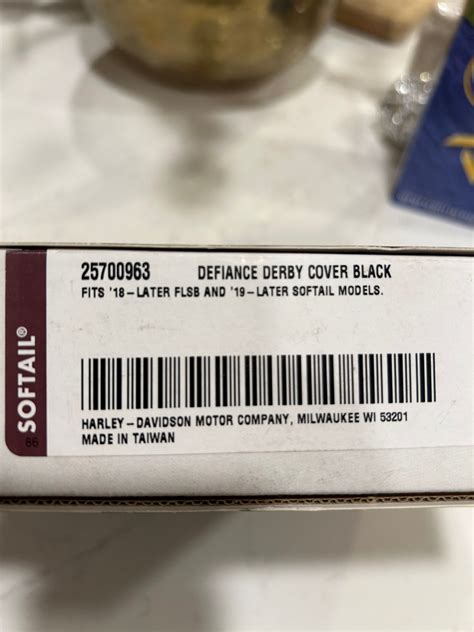 25700963 DEFIANCE DERBY COVER BLACK
FITS '18-LATER FLSB AND '19-LATER SOFTAIL MODELS.
HARLEY-DAVIDSON MOTOR COMPANY, MILWAUKEE WI 53201
MADE IN TAIWAN
SOFTAIL®
66